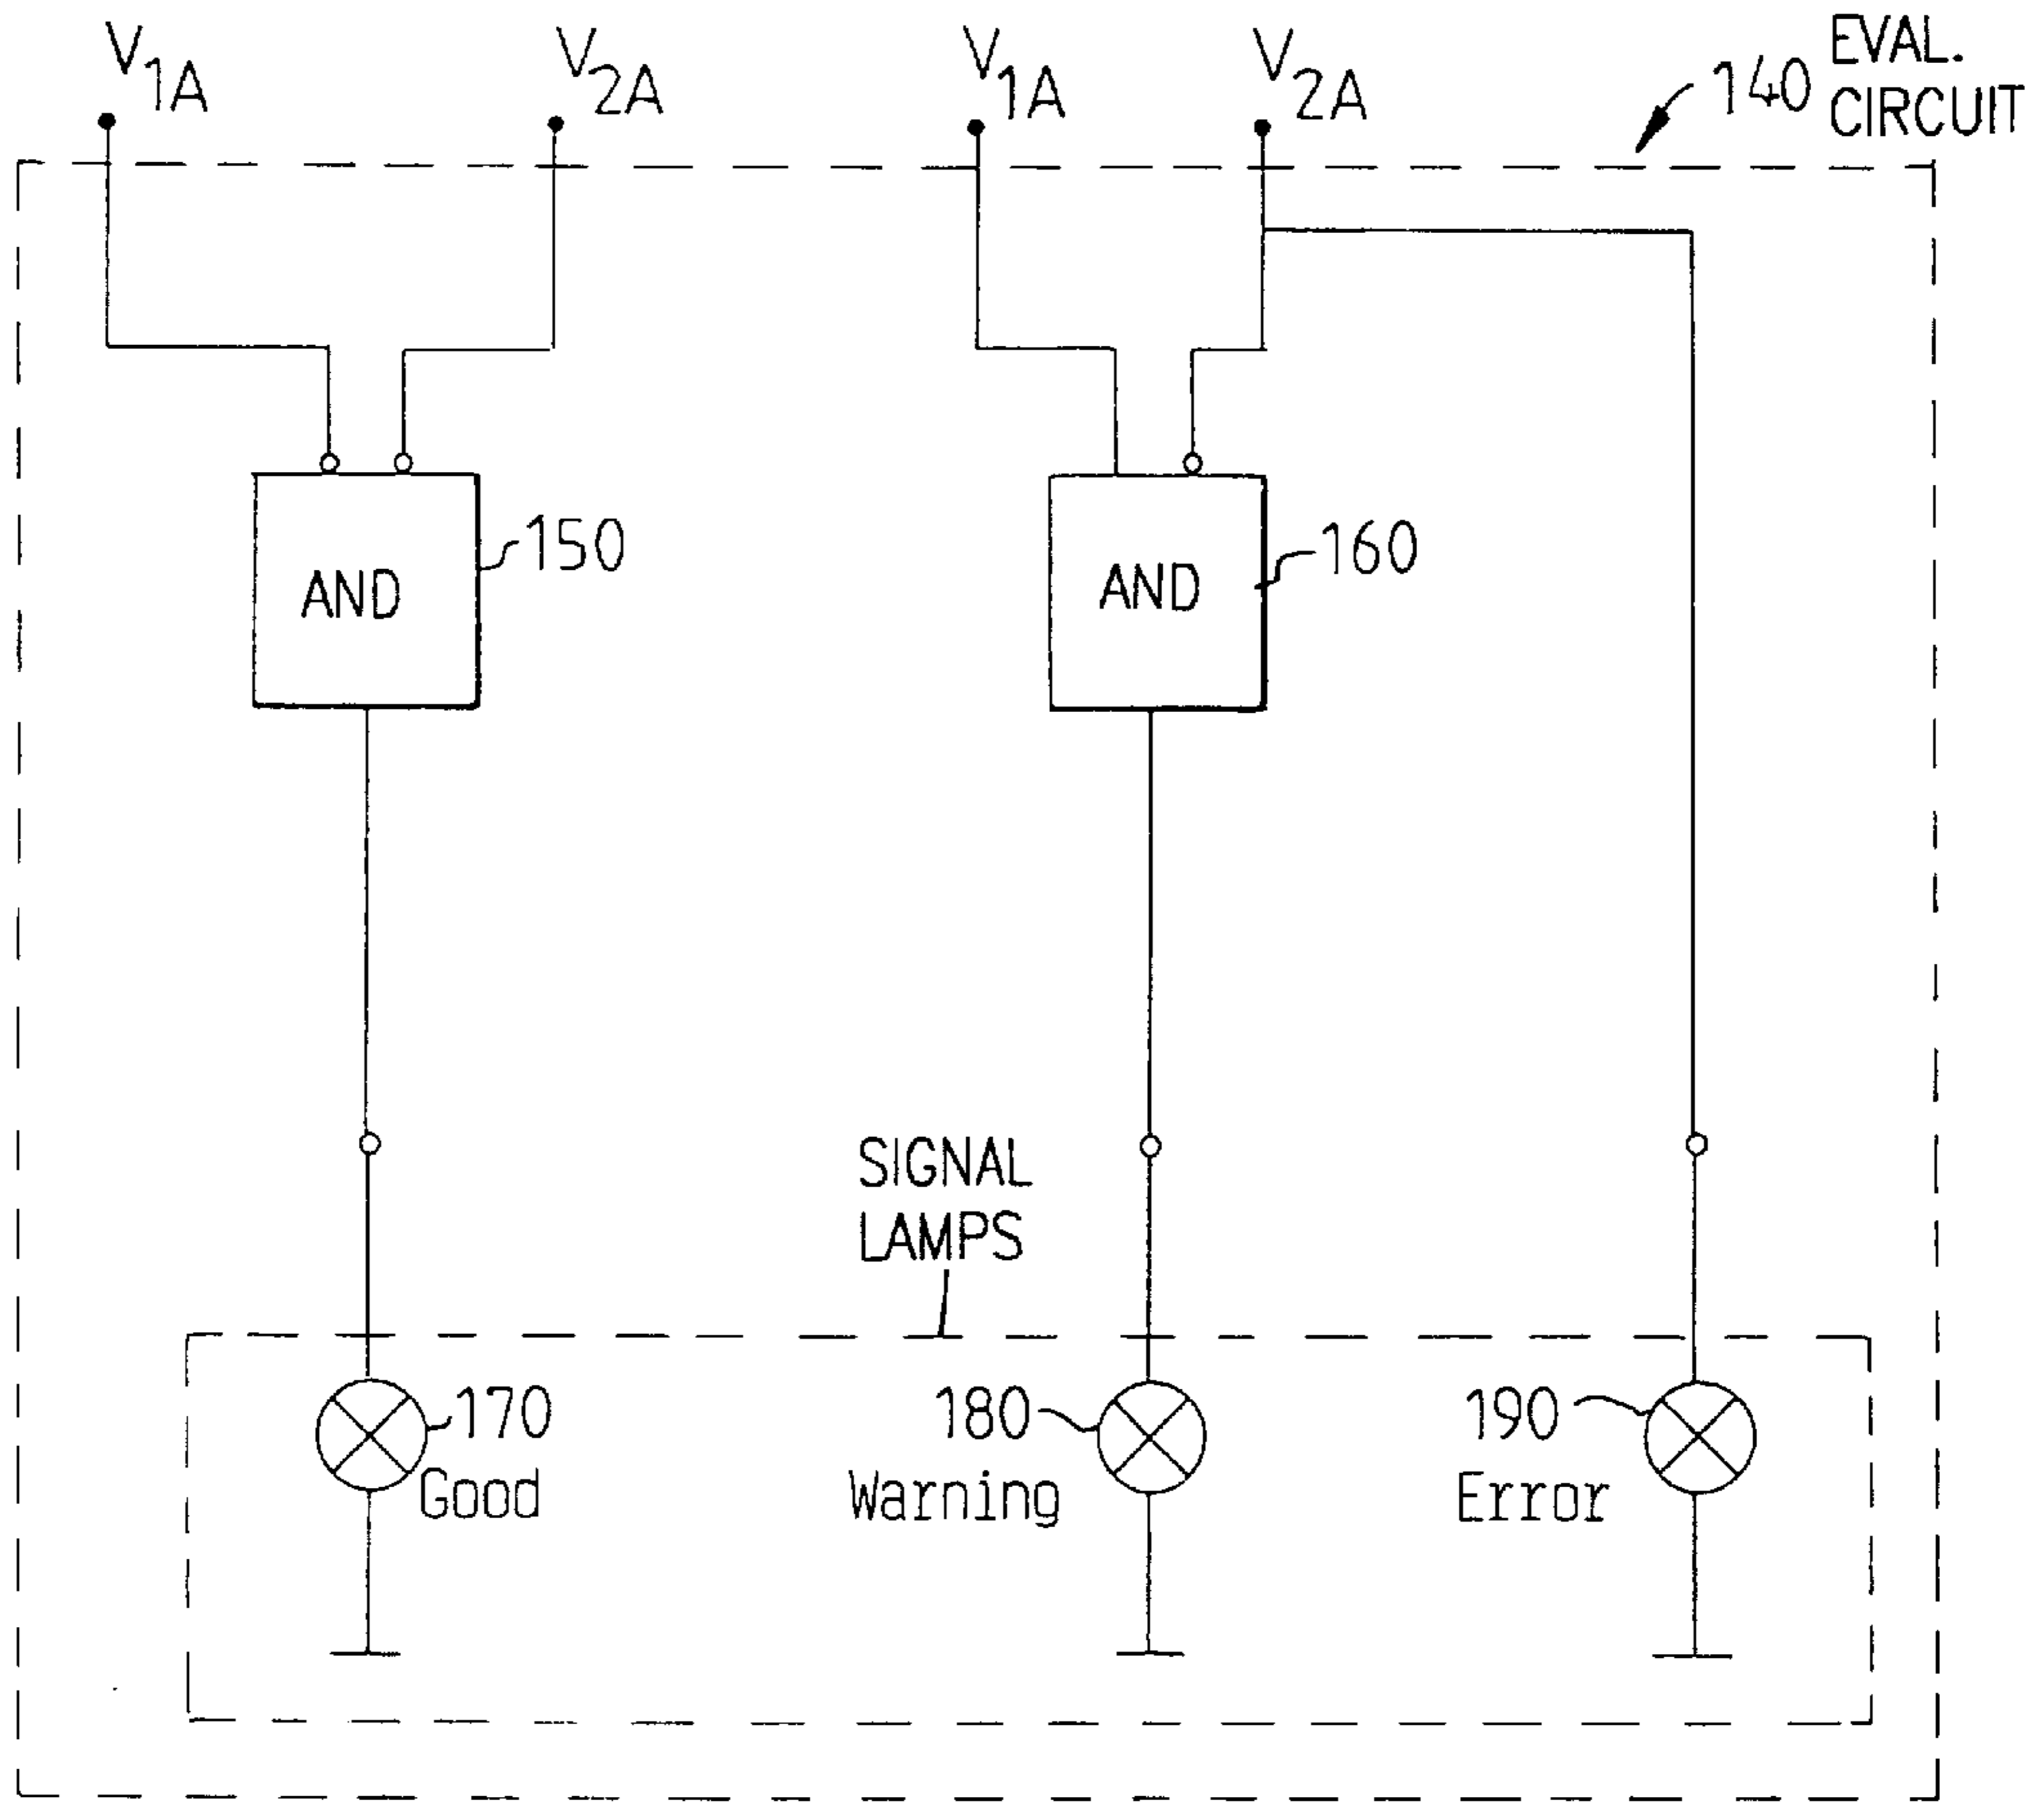 V1A
V2A
V1A
V2A
140
EVAL.
CIRCUIT
AND
150
AND
160
SIGNAL
LAMPS
170
Good
180
Warning
190
Error